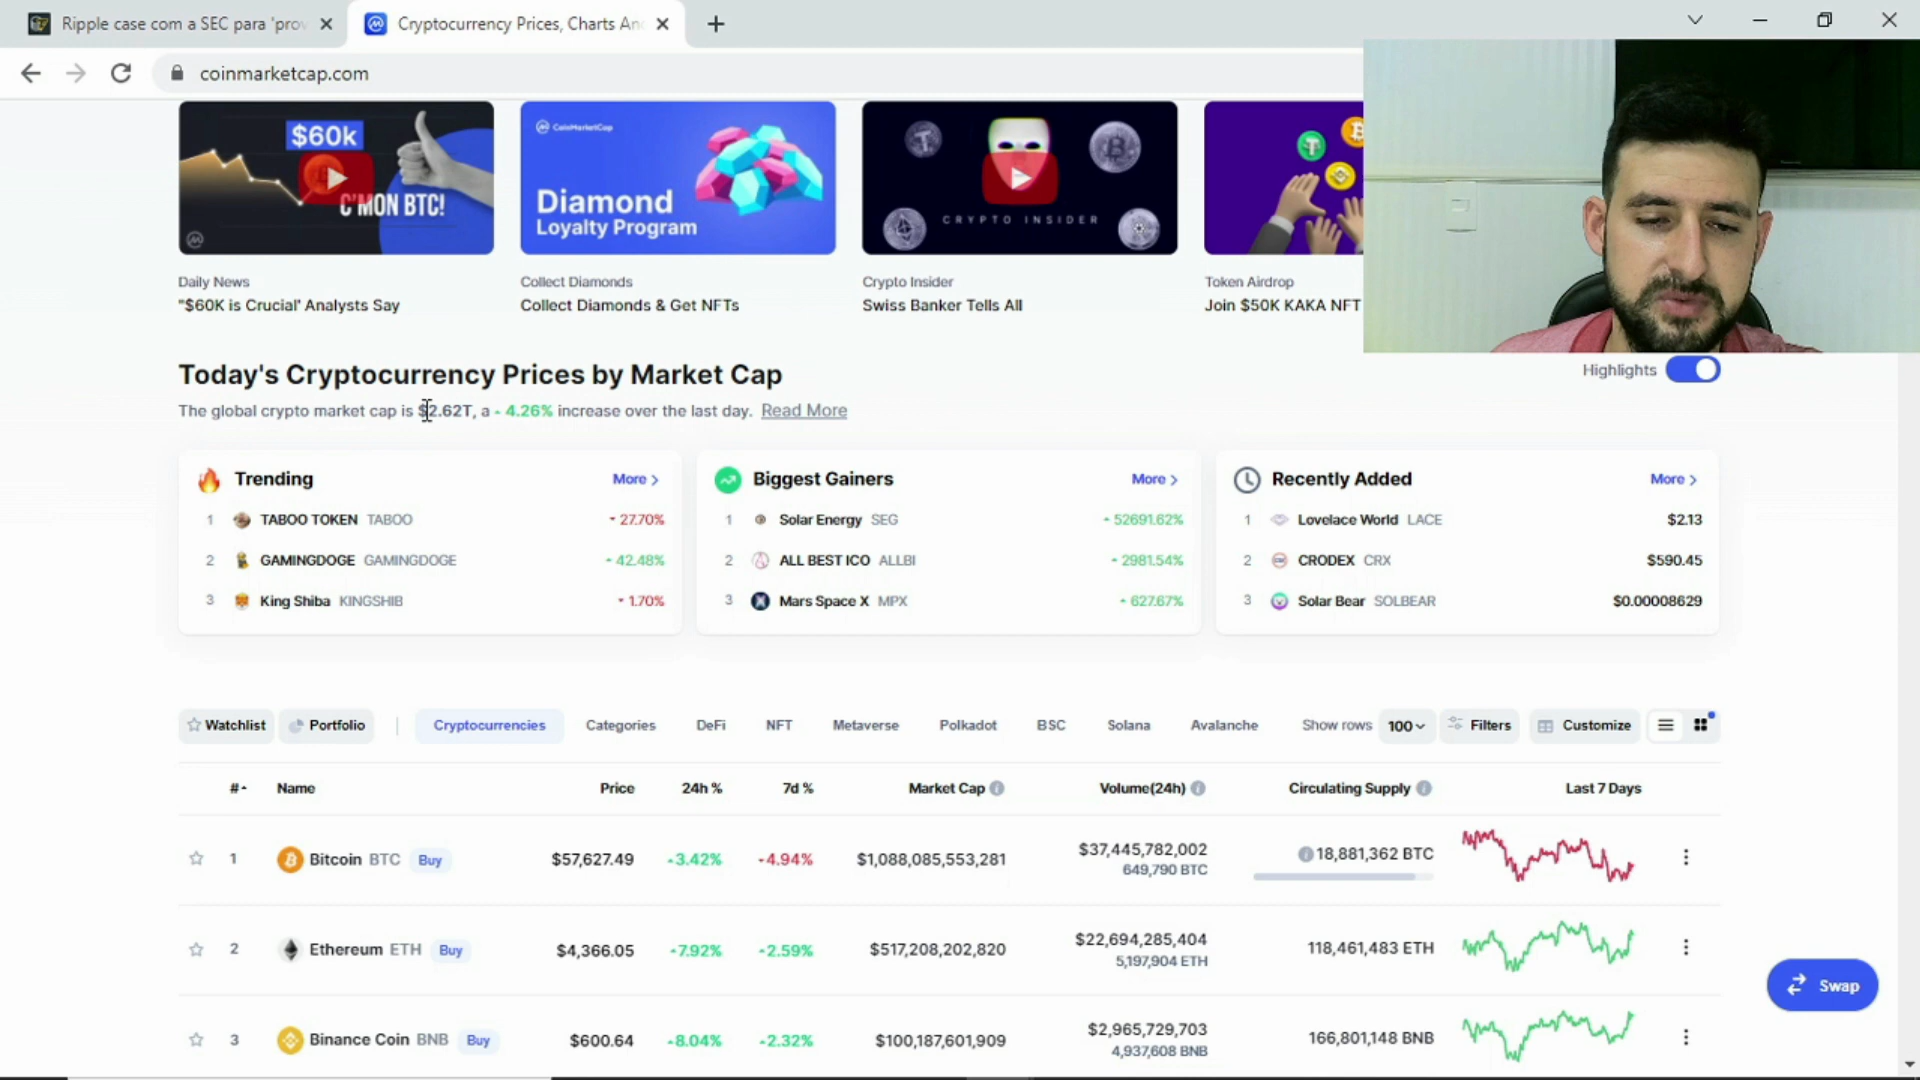 Ripple case com a SEC para 'prov
Cryptocurrency Prices, Charts An
coinmarketcap.com
$60k
C'MON BTC!
CoinMarketCap
Diamond
Loyalty Program
CRYPTO INSIDER
Daily News
"$60K is Crucial' Analysts Say
Collect Diamonds
Collect Diamonds & Get NFTs
Crypto Insider
Swiss Banker Tells All
Token Airdrop
Join $50K KAKA NFT
Today's Cryptocurrency Prices by Market Cap
Highlights
The global crypto market cap is $2.62T, a 4.26% increase over the last day. Read More
Trending More >
1 TABOO TOKEN TABOO 27.70%
2 GAMINGDOGE GAMINGDOGE 42.48%
3 King Shiba KINGSHIB 1.70%
Biggest Gainers More >
1 Solar Energy SEG 52691.62%
2 ALL BEST ICO ALLBI 2981.54%
3 Mars Space X MPX 627.67%
Recently Added More >
1 Lovelace World LACE $2.13
2 CRODEX CRX $590.45
3 Solar Bear SOLBEAR $0.00008629
Watchlist Portfolio Cryptocurrencies Categories DeFi NFT Metaverse Polkadot BSC Solana Avalanche Show rows 100 Filters Customize
# Name Price 24h % 7d % Market Cap Volume(24h) Circulating Supply Last 7 Days
1 Bitcoin BTC Buy $57,627.49 3.42% 4.94% $1,088,085,553,281 $37,445,782,002 18,881,362 BTC
649,790 BTC
2 Ethereum ETH Buy $4,366.05 7.92% 2.59% $517,208,202,820 $22,694,285,404 118,461,483 ETH
5,197,904 ETH
Swap
3 Binance Coin BNB Buy $600.64 8.04% 2.32% $100,187,601,909 $2,965,729,703 166,801,148 BNB
4,937,608 BNB